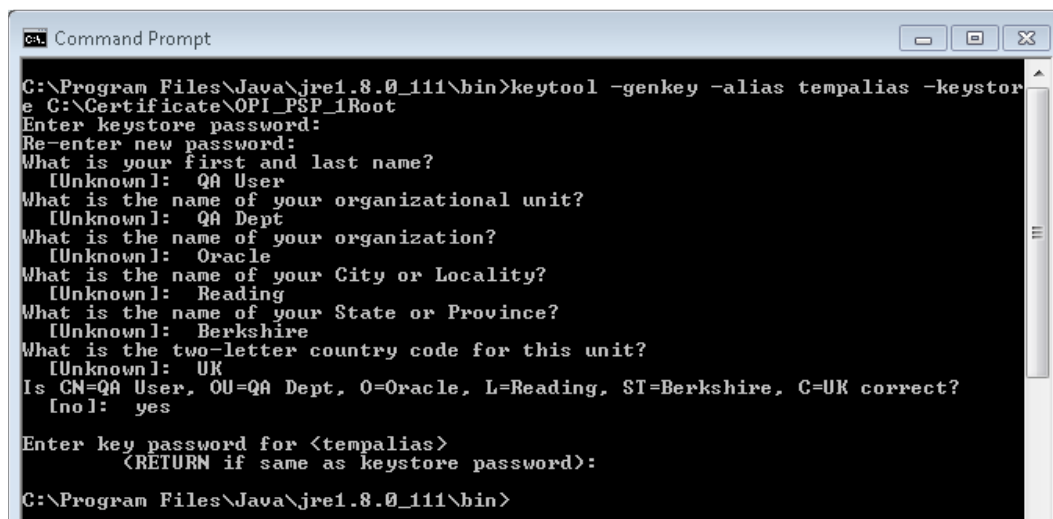 Command Prompt
C:\Program Files\Java\jre1.8.0_111\bin>keytool -genkey -alias tempalias -keystor
e C:\Certificate\OPI_PSP_1Root
Enter keystore password:
Re-enter new password:
What is your first and last name?
  [Unknown]:  QA User
What is the name of your organizational unit?
  [Unknown]:  QA Dept
What is the name of your organization?
  [Unknown]:  Oracle
What is the name of your City or Locality?
  [Unknown]:  Reading
What is the name of your State or Province?
  [Unknown]:  Berkshire
What is the two-letter country code for this unit?
  [Unknown]:  UK
Is CN=QA User, OU=QA Dept, O=Oracle, L=Reading, ST=Berkshire, C=UK correct?
  [no]:  yes
Enter key password for <tempalias>
        (RETURN if same as keystore password):
C:\Program Files\Java\jre1.8.0_111\bin>